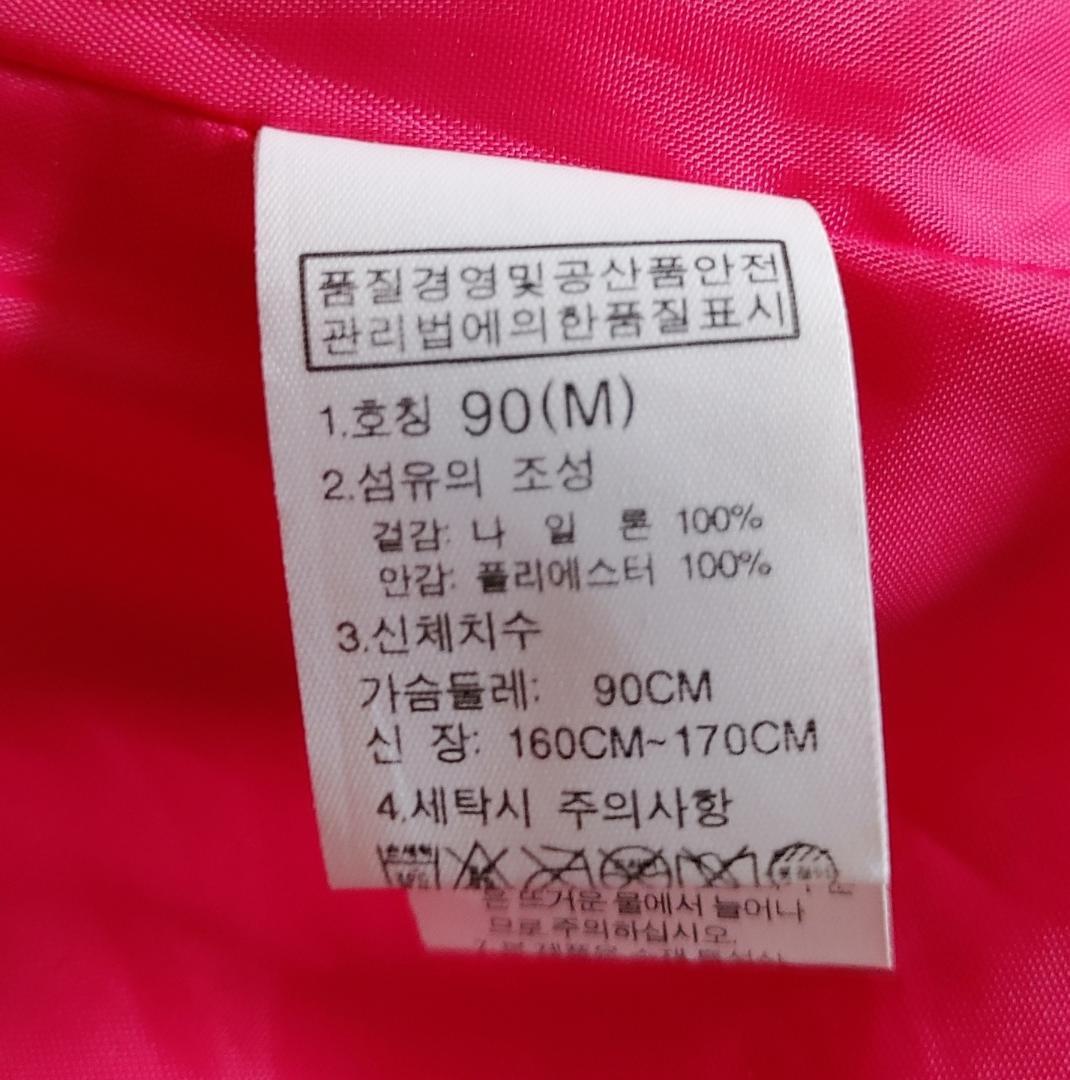 품질경영및공산품안전
관리법에의한품질표시
1.호칭 90(M)
2.섬유의 조성
겉감: 나 일 론 100%
안감: 폴리에스터 100%
3.신체치수
가슴둘레: 90CM
신 장: 160CM~170CM
4.세탁시 주의사항
손세탁
은 뜨거운 물에서 늘어나
므로 주의하십시오.